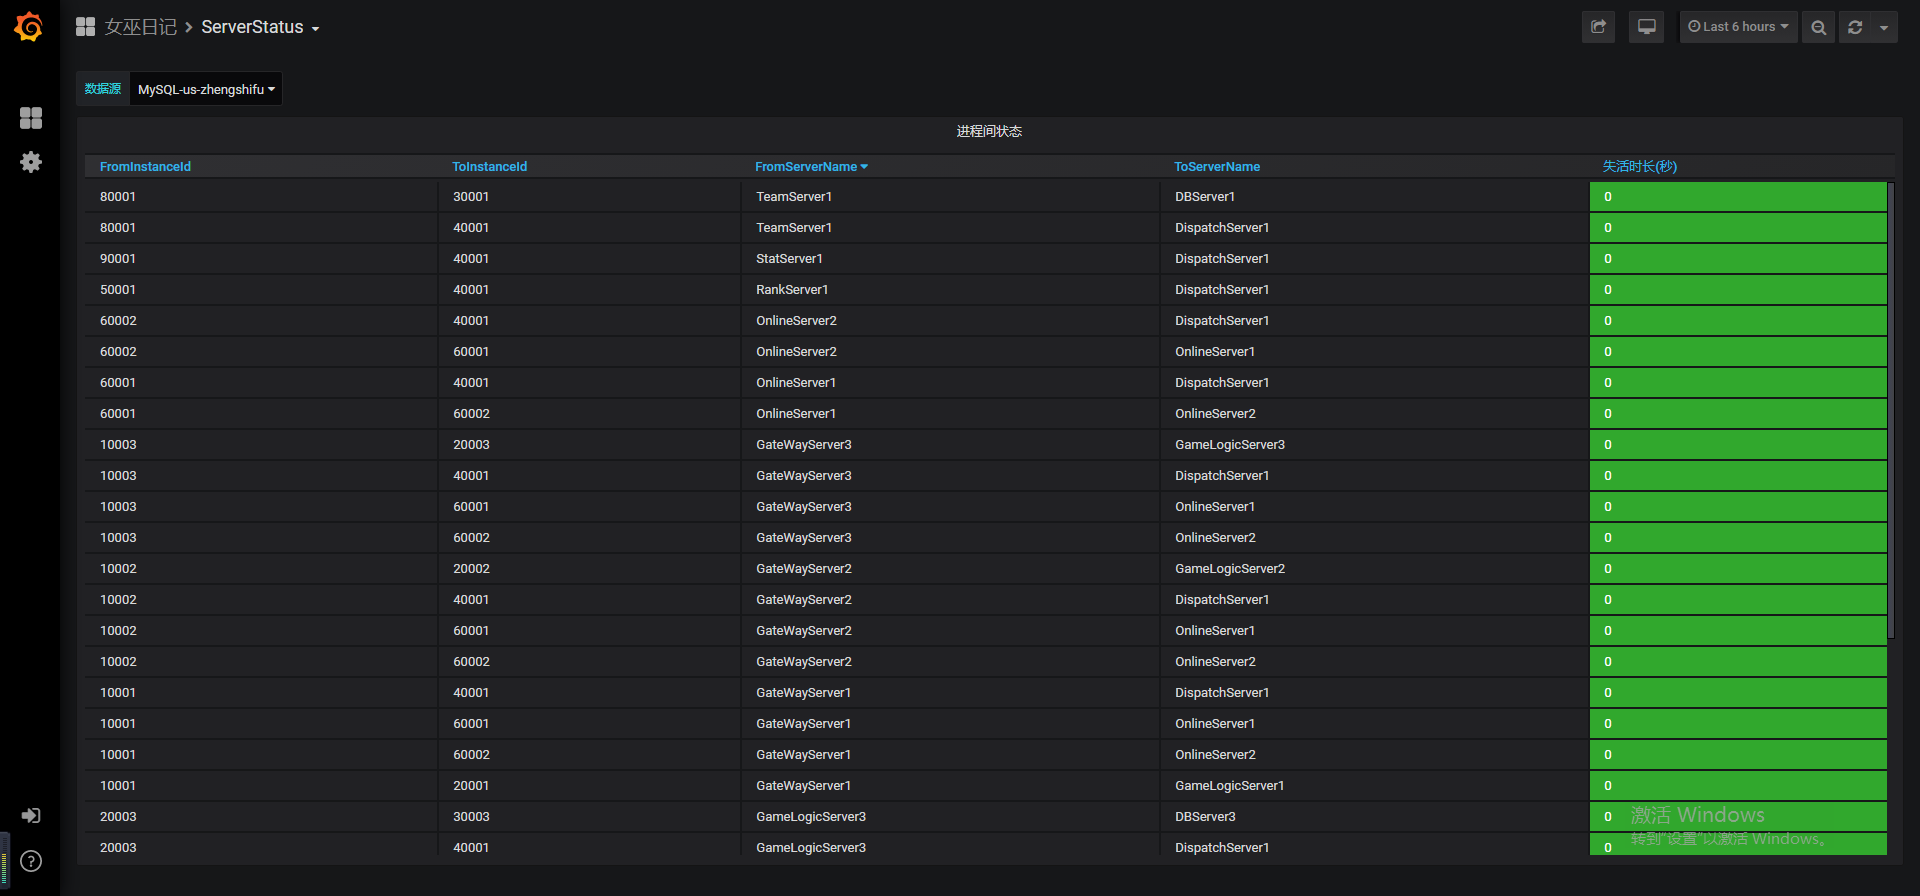 女巫日记 > ServerStatus
Last 6 hours
数据源 MySQL-us-zhengshifu
进程间状态
FromInstanceId ToInstanceId FromServerName ToServerName 失活时长(秒)
80001 30001 TeamServer1 DBServer1 0
80001 40001 TeamServer1 DispatchServer1 0
90001 40001 StatServer1 DispatchServer1 0
50001 40001 RankServer1 DispatchServer1 0
60002 40001 OnlineServer2 DispatchServer1 0
60002 60001 OnlineServer2 OnlineServer1 0
60001 40001 OnlineServer1 DispatchServer1 0
60001 60002 OnlineServer1 OnlineServer2 0
10003 20003 GateWayServer3 GameLogicServer3 0
10003 40001 GateWayServer3 DispatchServer1 0
10003 60001 GateWayServer3 OnlineServer1 0
10003 60002 GateWayServer3 OnlineServer2 0
10002 20002 GateWayServer2 GameLogicServer2 0
10002 40001 GateWayServer2 DispatchServer1 0
10002 60001 GateWayServer2 OnlineServer1 0
10002 60002 GateWayServer2 OnlineServer2 0
10001 40001 GateWayServer1 DispatchServer1 0
10001 60001 GateWayServer1 OnlineServer1 0
10001 60002 GateWayServer1 OnlineServer2 0
10001 20001 GateWayServer1 GameLogicServer1 0
20003 30003 GameLogicServer3 DBServer3 0
激活 Windows
转到"设置"以激活 Windows。
20003 40001 GameLogicServer3 DispatchServer1 0